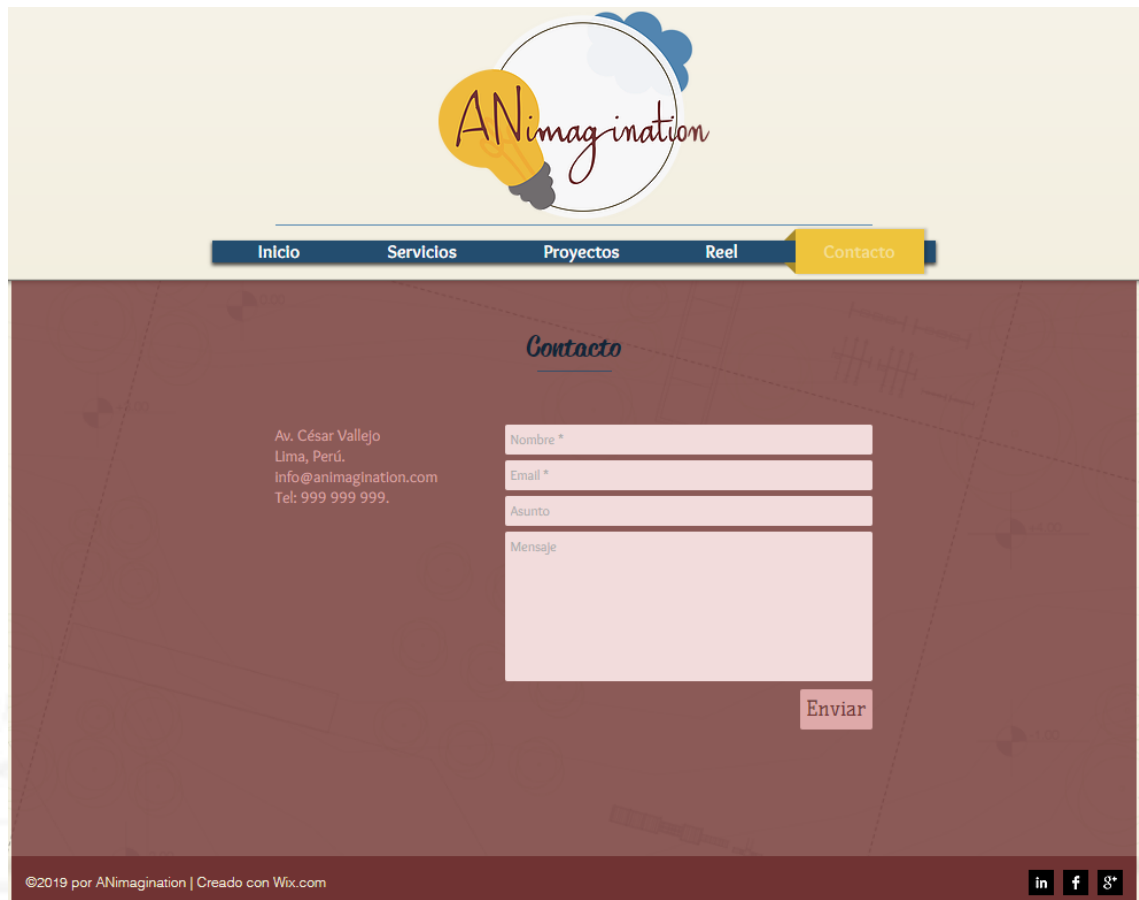 ANimagination
Inicio Servicios Proyectos Reel Contacto
Contacto
Av. César Vallejo
Lima, Perú.
info@animagination.com
Tel: 999 999 999.
Nombre *
Email *
Asunto
Mensaje
Enviar
©2019 por ANimagination | Creado con Wix.com
in f g+